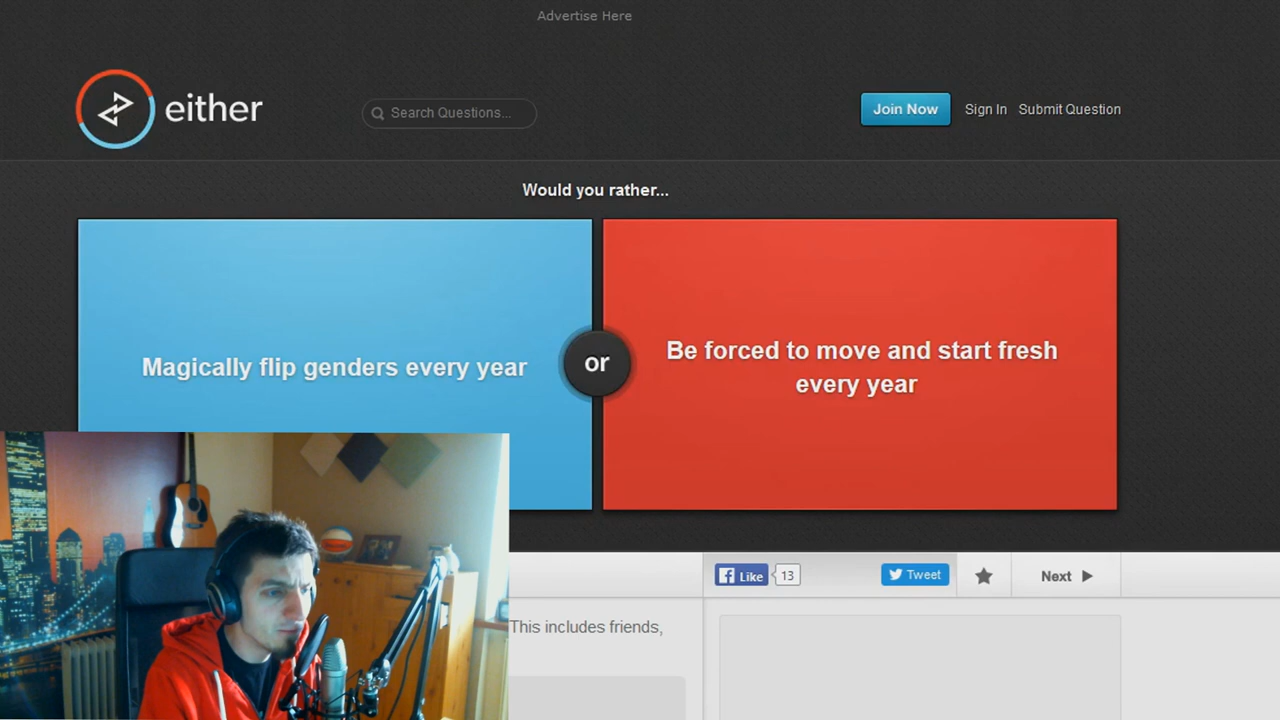 Advertise Here
either
Search Questions...
Join Now
Sign In
Submit Question
Would you rather...
Magically flip genders every year
or
Be forced to move and start fresh
every year
Like
13
Tweet
Next
This includes friends,